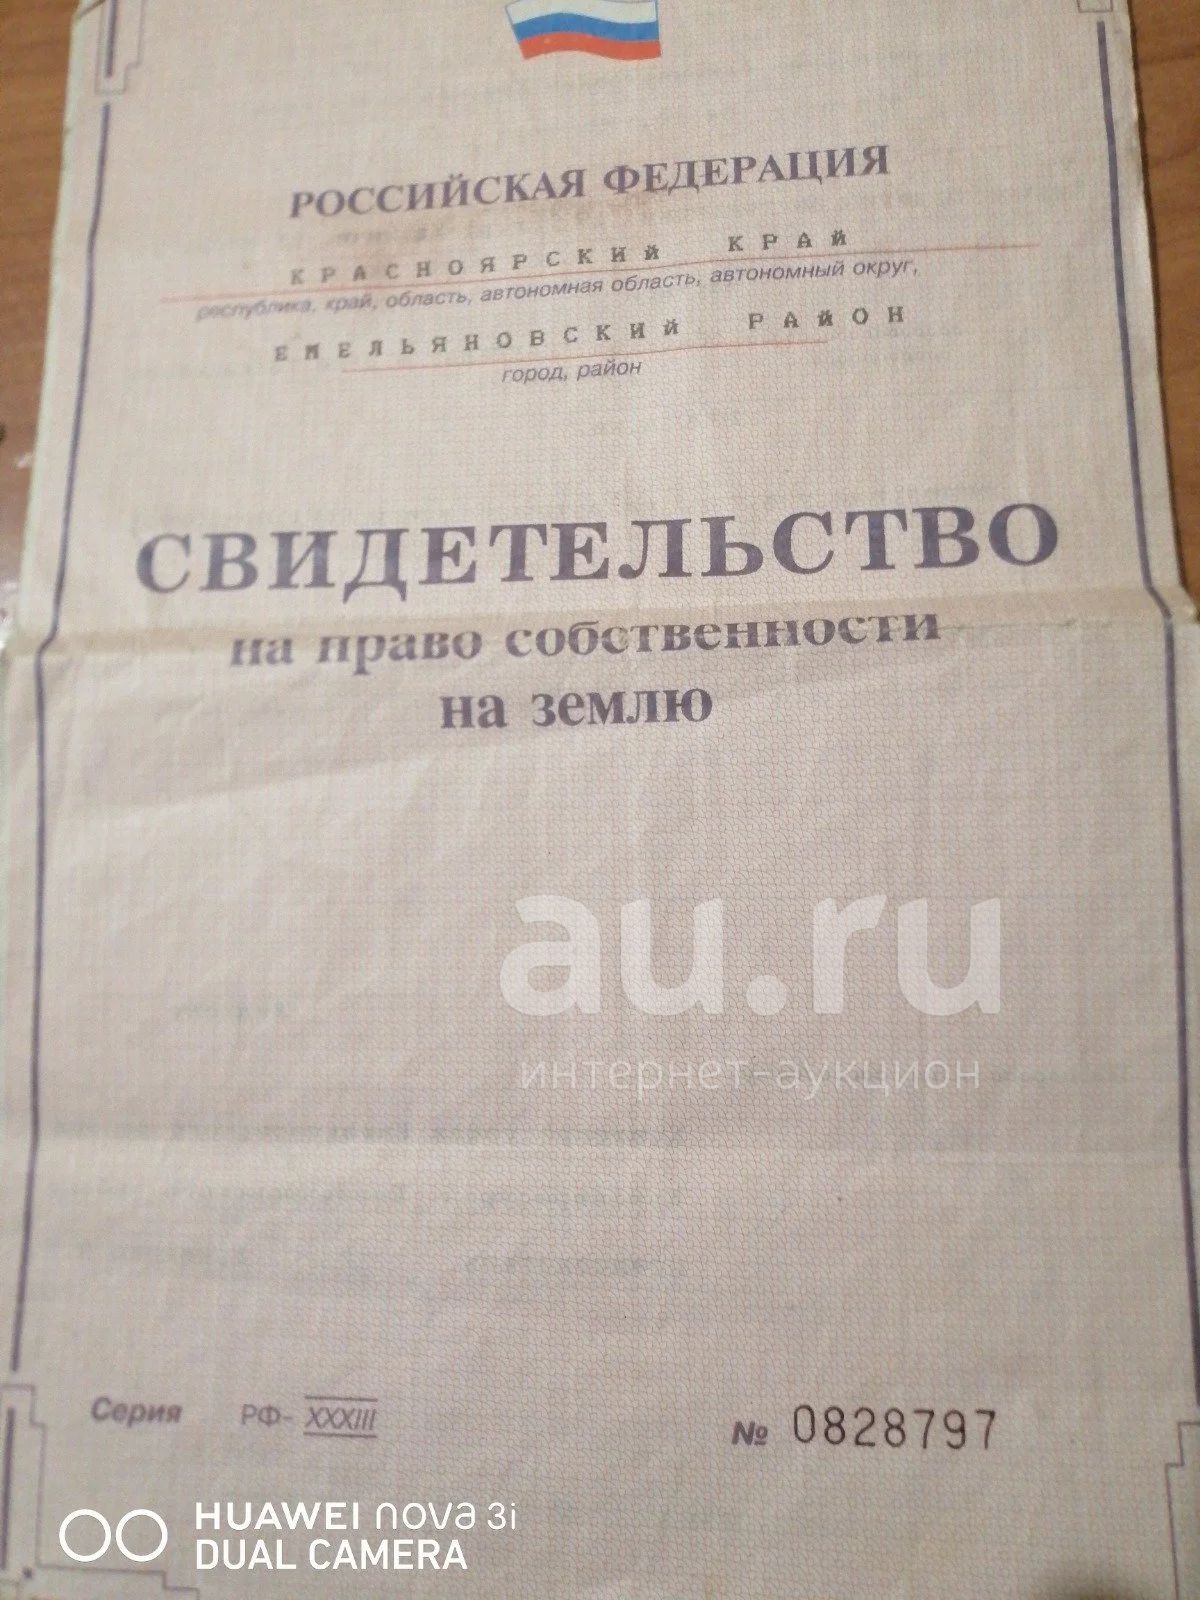 РОССИЙСКАЯ ФЕДЕРАЦИЯ
КРАСНОЯРСКИЙ КРАЙ
республика, край, область, автономная область, автономный округ,
ЕМЕЛЬЯНОВСКИЙ РАЙОН
город, район
СВИДЕТЕЛЬСТВО
на право собственности
на землю
au.ru
интернет-аукцион
Серия РФ- XXXIII № 0828797
HUAWEI nova 3i
DUAL CAMERA